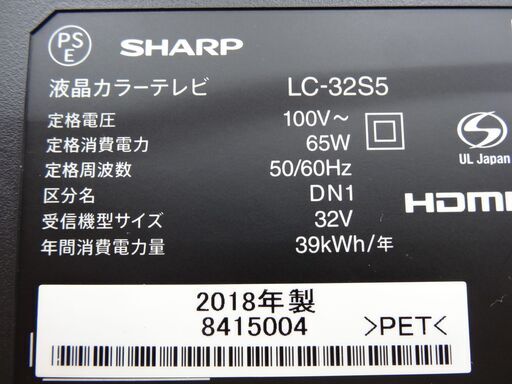 PS
E
SHARP
液晶カラーテレビ LC-32S5
定格電圧 100V～
定格消費電力 65W
定格周波数 50/60Hz
区分名 DN1
受信機型サイズ 32V
年間消費電力量 39kWh/年
UL Japan
HDMI
2018年製
8415004 >PET<